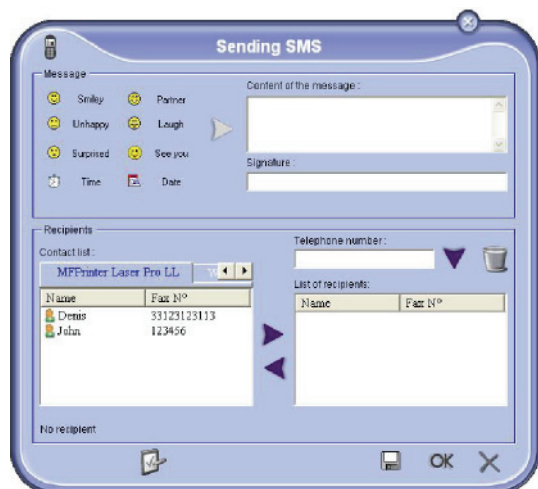 Sending SMS
Message
Smiley Partner
Unhappy Laugh
Surprised See you
Time Date
Content of the message :
Signature :
Recipients
Contact list :
MFPrinter Laser Pro LL
Name Fax N°
Denis 33123123113
John 123456
Telephone number :
List of recipients:
Name Fax N°
No recipient
OK